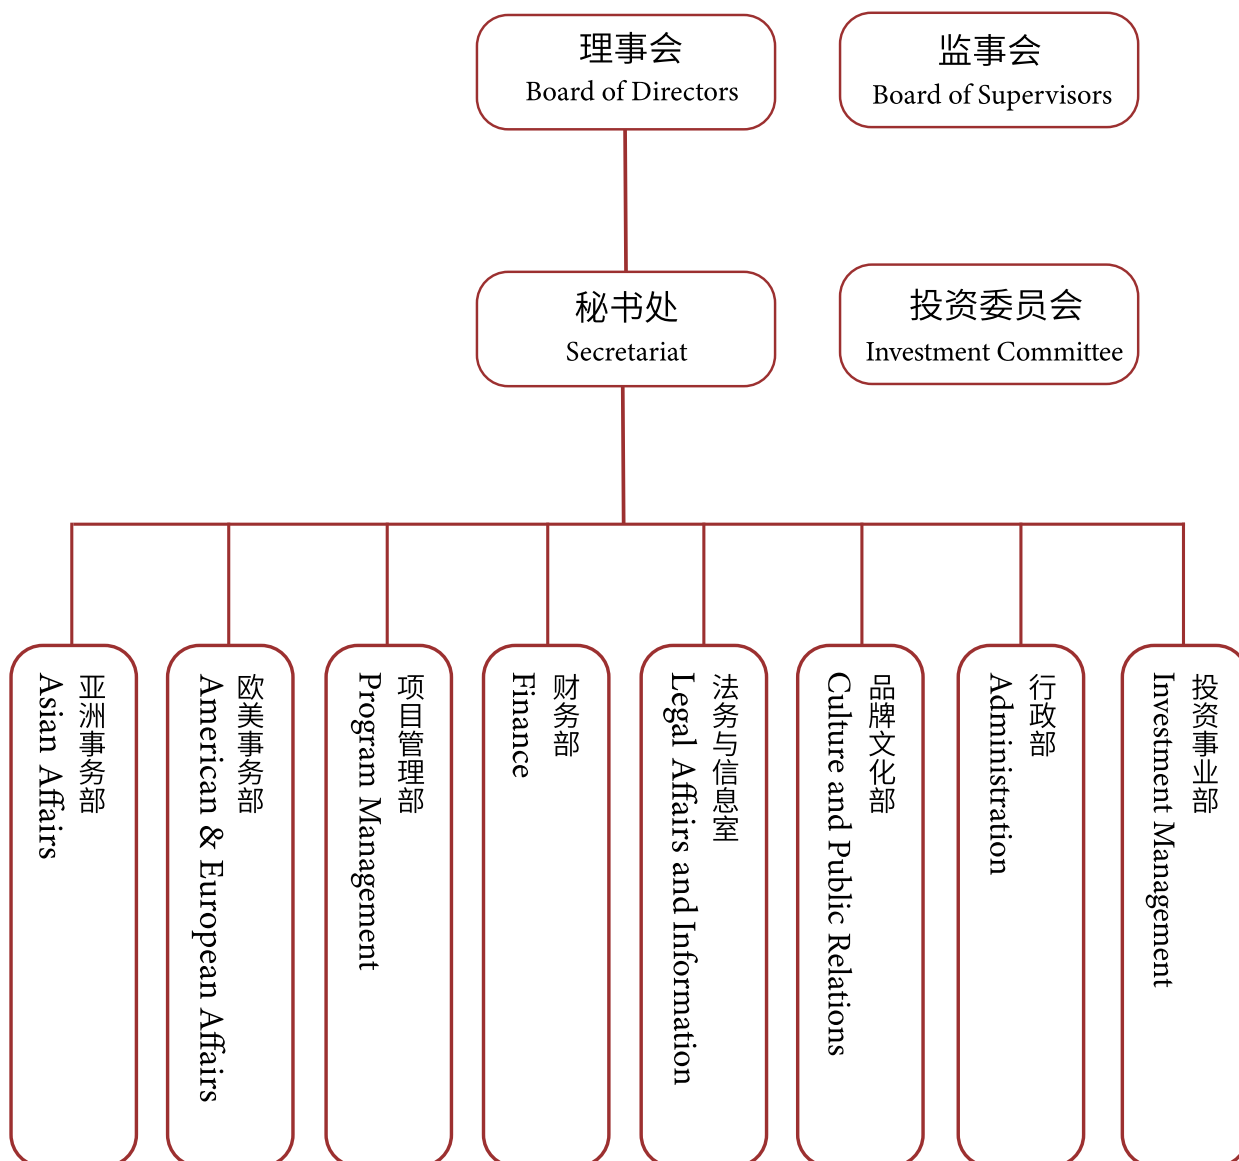 理事会
Board of Directors
监事会
Board of Supervisors
秘书处
Secretariat
投资委员会
Investment Committee
亚洲事务部
Asian Affairs
欧美事务部
American & European Affairs
项目管理部
Program Management
财务部
Finance
法务与信息室
Legal Affairs and Information
品牌文化部
Culture and Public Relations
行政部
Administration
投资事业部
Investment Management